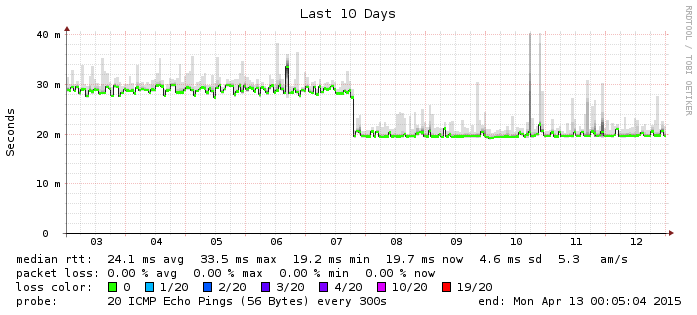 Last 10 Days
RRDTOOL / TOBI OETIKER
Seconds
40 m
30 m
20 m
10 m
0
03 04 05 06 07 08 09 10 11 12
median rtt: 24.1 ms avg 33.5 ms max 19.2 ms min 19.7 ms now 4.6 ms sd 5.3 am/s
packet loss: 0.00 % avg 0.00 % max 0.00 % min 0.00 % now
loss color: 0 1/20 2/20 3/20 4/20 10/20 19/20
probe: 20 ICMP Echo Pings (56 Bytes) every 300s end: Mon Apr 13 00:05:04 2015